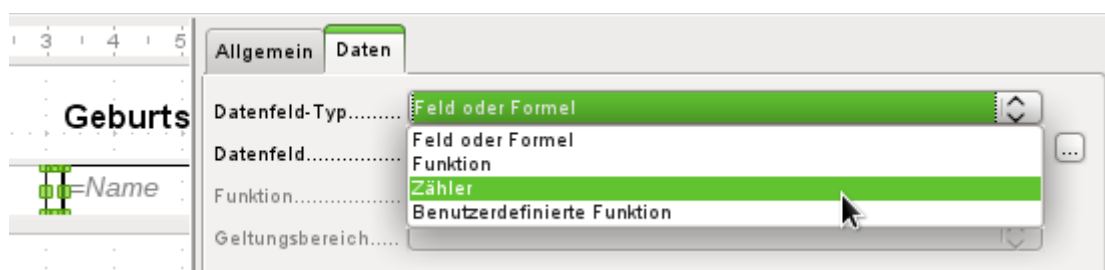 3 4 5
Allgemein Daten
Geburts
Datenfeld-Typ......... Feld oder Formel
Feld oder Formel
Datenfeld............... ...
Funktion
=Name
Funktion.................
Zähler
Benutzerdefinierte Funktion
Geltungsbereich.....